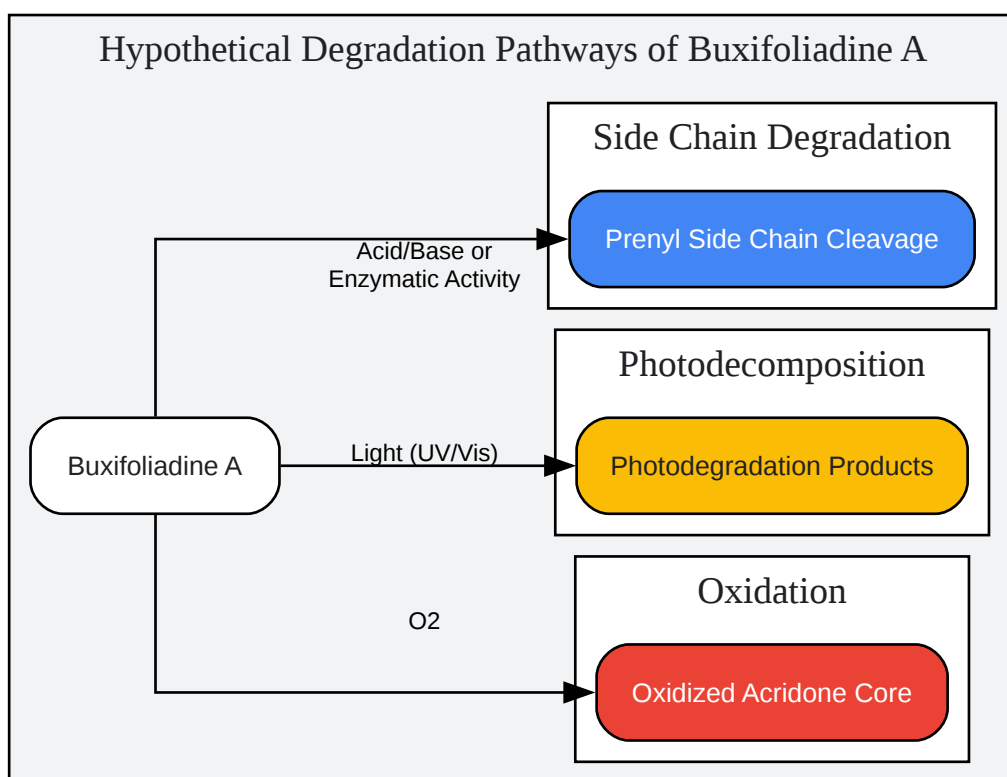 Hypothetical Degradation Pathways of Buxifoliadine A
Side Chain Degradation
Prenyl Side Chain Cleavage
Acid/Base or
Enzymatic Activity
Photodecomposition
Buxifoliadine A
Light (UV/Vis)
Photodegradation Products
Oxidation
O2
Oxidized Acridone Core